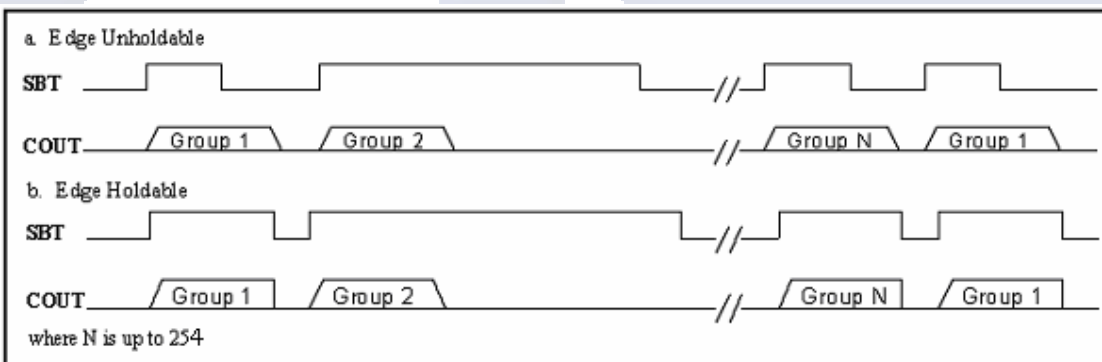 a. Edge Unholdable
SBT
//
COUT
Group 1
Group 2
//
Group N
Group 1
b. Edge Holdable
SBT
//
COUT
Group 1
Group 2
//
Group N
Group 1
where N is up to 254